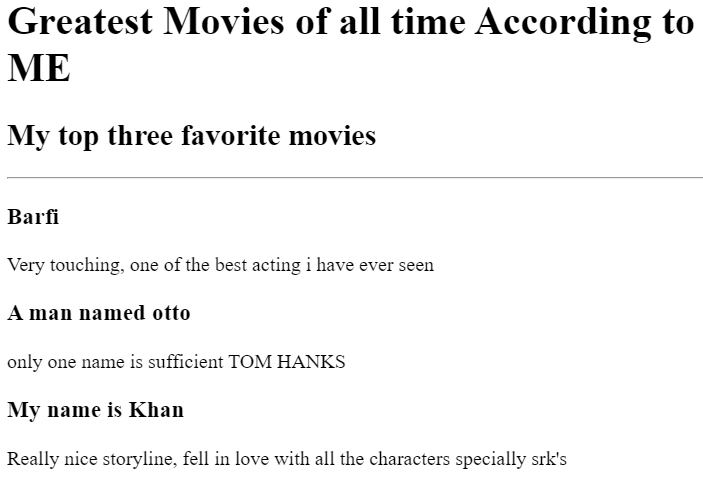 Greatest Movies of all time According to
ME
My top three favorite movies
Barfi
Very touching, one of the best acting i have ever seen
A man named otto
only one name is sufficient TOM HANKS
My name is Khan
Really nice storyline, fell in love with all the characters specially srk's